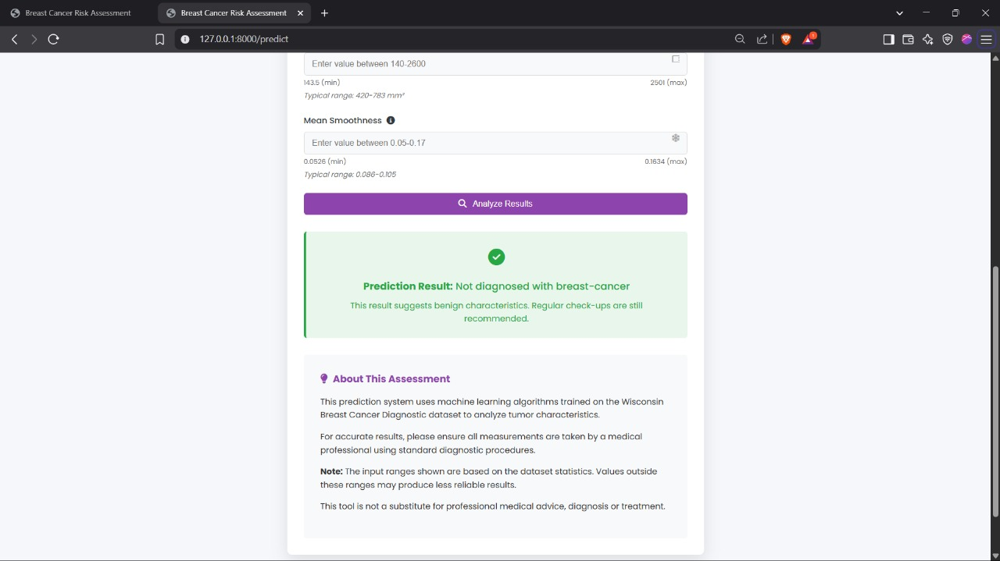 Breast Cancer Risk Assessment
Breast Cancer Risk Assessment
127.0.0.1:8000/predict
1
Enter value between 140-2600
143.5 (min) 2501 (max)
Typical range: 420-783 mm²
Mean Smoothness
Enter value between 0.05-0.17
0.0526 (min) 0.1634 (max)
Typical range: 0.086-0.105
Analyze Results
Prediction Result: Not diagnosed with breast-cancer
This result suggests benign characteristics. Regular check-ups are still
recommended.
About This Assessment
This prediction system uses machine learning algorithms trained on the Wisconsin
Breast Cancer Diagnostic dataset to analyze tumor characteristics.
For accurate results, please ensure all measurements are taken by a medical
professional using standard diagnostic procedures.
Note: The input ranges shown are based on the dataset statistics. Values outside
these ranges may produce less reliable results.
This tool is not a substitute for professional medical advice, diagnosis or treatment.